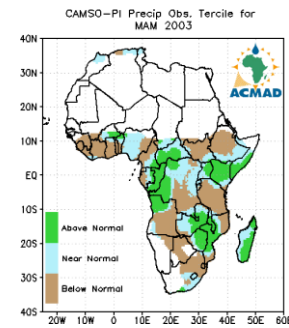 CAMSO-PI Precip Obs. Tercile for
MAM 2003
40N
30N
20N
10N
EQ
10S
20S
30S
40S
ACMAD
Above Normal
Near Normal
Below Normal
20W 10W 0 10E 20E 30E 40E 50E 60E